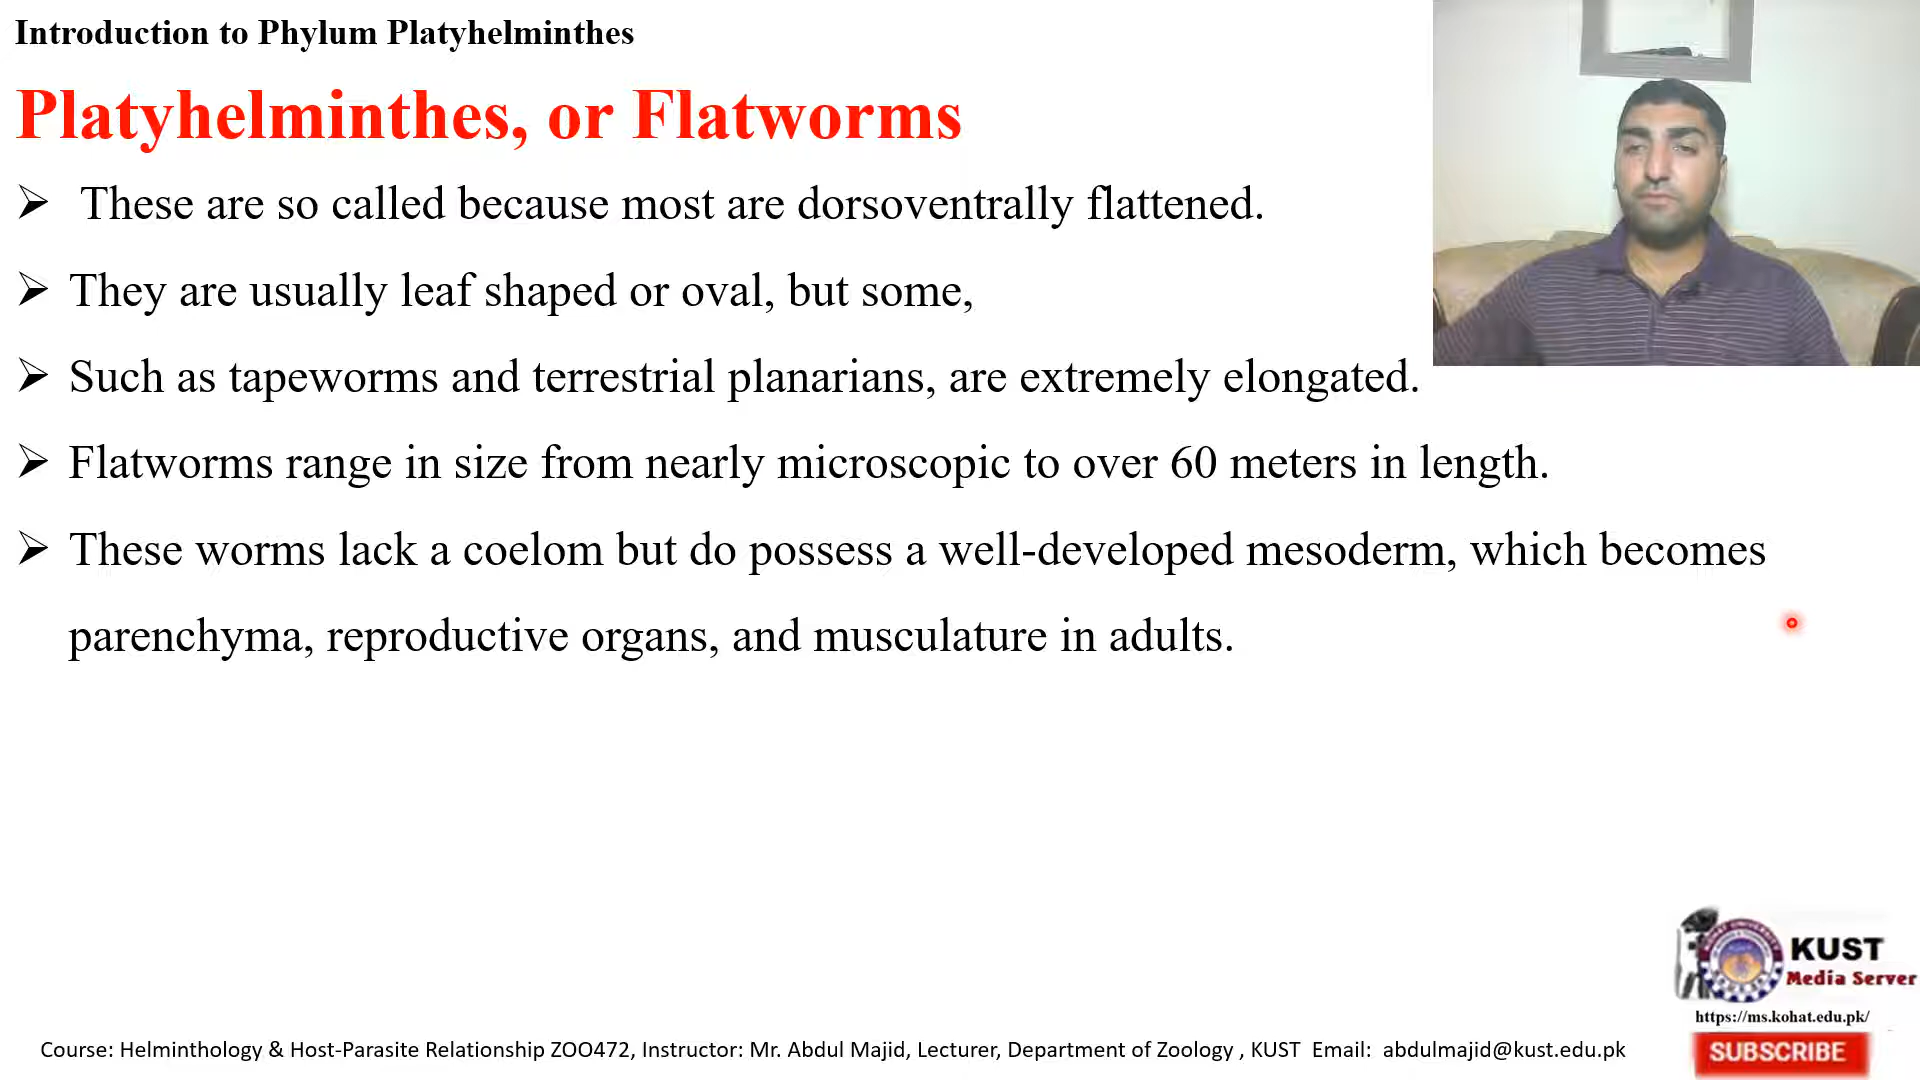 Introduction to Phylum Platyhelminthes
Platyhelminthes, or Flatworms
➢ These are so called because most are dorsoventrally flattened.
➢ They are usually leaf shaped or oval, but some,
➢ Such as tapeworms and terrestrial planarians, are extremely elongated.
➢ Flatworms range in size from nearly microscopic to over 60 meters in length.
➢ These worms lack a coelom but do possess a well-developed mesoderm, which becomes
parenchyma, reproductive organs, and musculature in adults.
KUST
Media Server
https://ms.kohat.edu.pk/
SUBSCRIBE
Course: Helminthology & Host-Parasite Relationship ZOO472, Instructor: Mr. Abdul Majid, Lecturer, Department of Zoology , KUST Email: abdulmajid@kust.edu.pk